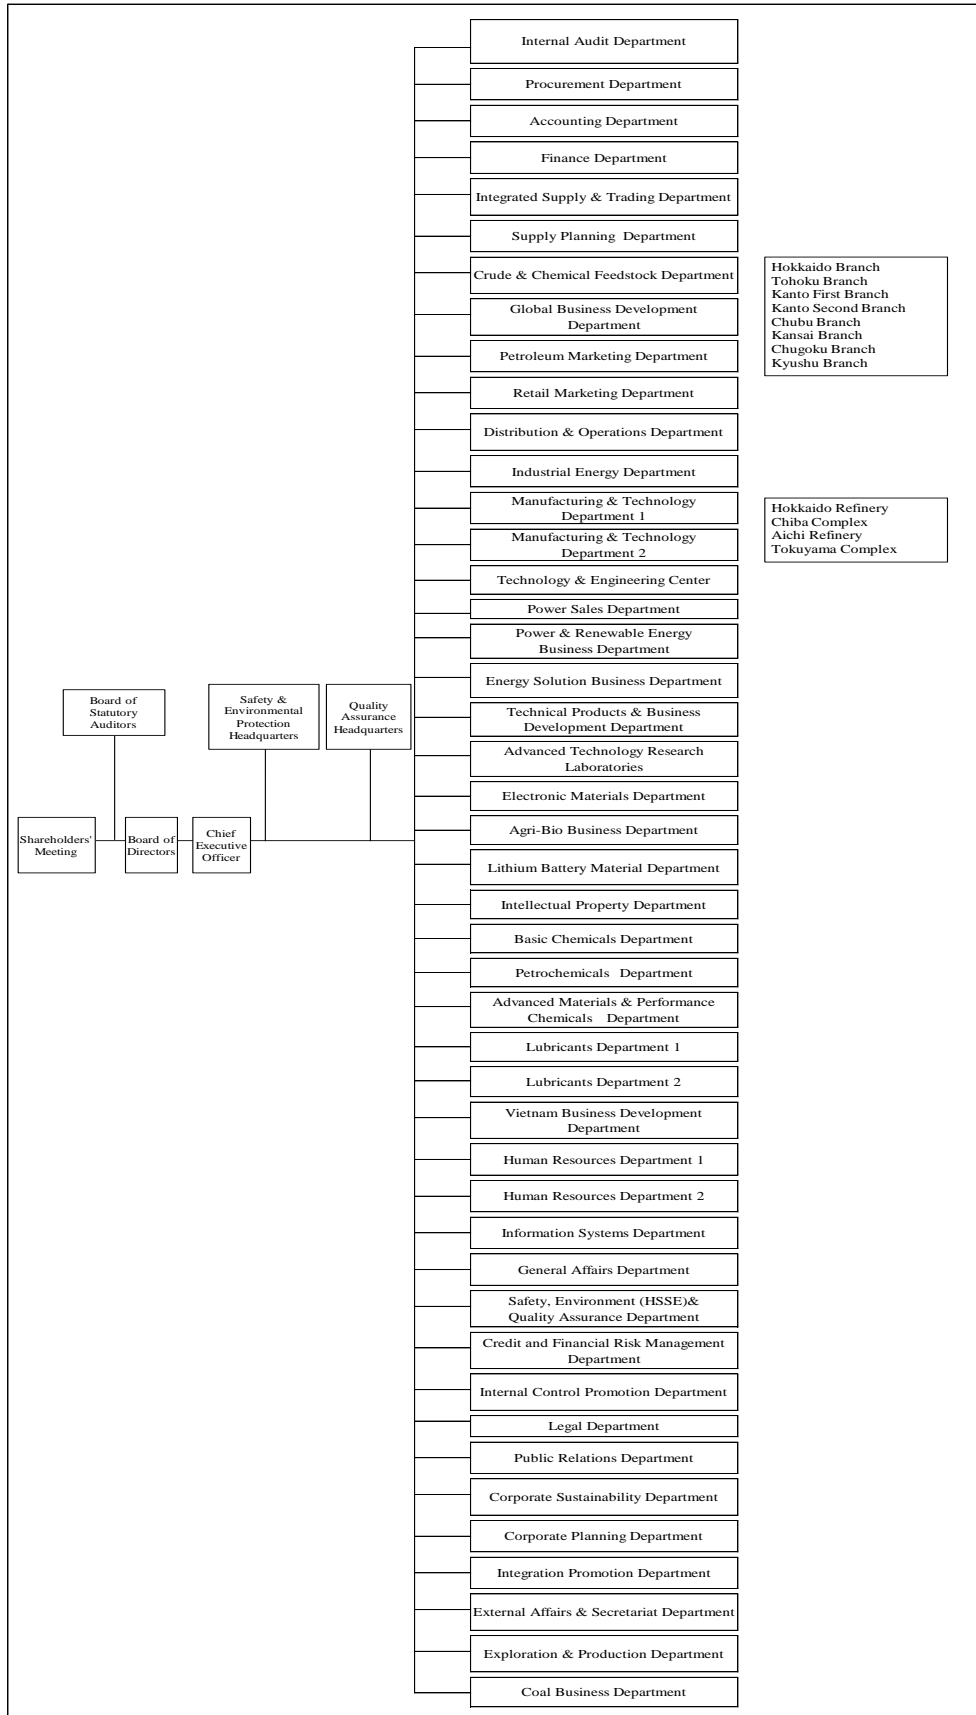 Internal Audit Department
Procurement Department
Accounting Department
Finance Department
Integrated Supply & Trading Department
Supply Planning Department
Crude & Chemical Feedstock Department
Global Business Development
Department
Petroleum Marketing Department
Hokkaido Branch
Tohoku Branch
Kanto First Branch
Kanto Second Branch
Chubu Branch
Kansai Branch
Chugoku Branch
Kyushu Branch
Retail Marketing Department
Distribution & Operations Department
Industrial Energy Department
Manufacturing & Technology
Department 1
Manufacturing & Technology
Department 2
Hokkaido Refinery
Chiba Complex
Aichi Refinery
Tokuyama Complex
Technology & Engineering Center
Power Sales Department
Power & Renewable Energy
Business Department
Energy Solution Business Department
Technical Products & Business
Development Department
Advanced Technology Research
Laboratories
Electronic Materials Department
Agri-Bio Business Department
Lithium Battery Material Department
Board of
Statutory
Auditors
Safety &
Environmental
Protection
Headquarters
Quality
Assurance
Headquarters
Shareholders'
Meeting
Board of
Directors
Chief
Executive
Officer
Intellectual Property Department
Basic Chemicals Department
Petrochemicals Department
Advanced Materials & Performance
Chemicals Department
Lubricants Department 1
Lubricants Department 2
Vietnam Business Development
Department
Human Resources Department 1
Human Resources Department 2
Information Systems Department
General Affairs Department
Safety, Environment (HSSE)&
Quality Assurance Department
Credit and Financial Risk Management
Department
Internal Control Promotion Department
Legal Department
Public Relations Department
Corporate Sustainability Department
Corporate Planning Department
Integration Promotion Department
External Affairs & Secretariat Department
Exploration & Production Department
Coal Business Department